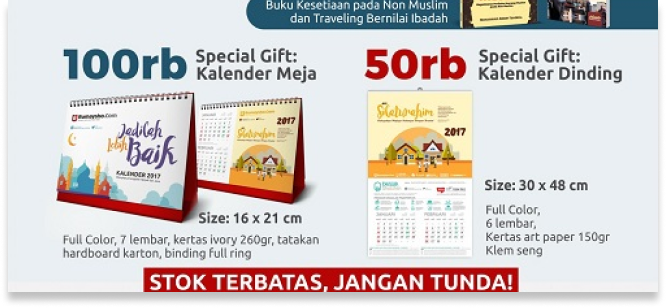 Buku Kesetiaan pada Non Muslim
dan Traveling Bernilai Ibadah
100rb
Special Gift:
Kalender Meja
50rb
Special Gift:
Kalender Dinding
Rumaysho.Com
Jadilah
Lebih
Baik
KALENDER 2017
2017
Silaturahim
2017
Size: 16 x 21 cm
Full Color, 7 lembar, kertas ivory 260gr, tatakan
hardboard karton, binding full ring
Size: 30 x 48 cm
Full Color,
6 lembar,
Kertas art paper 150gr
Klem seng
STOK TERBATAS, JANGAN TUNDA!